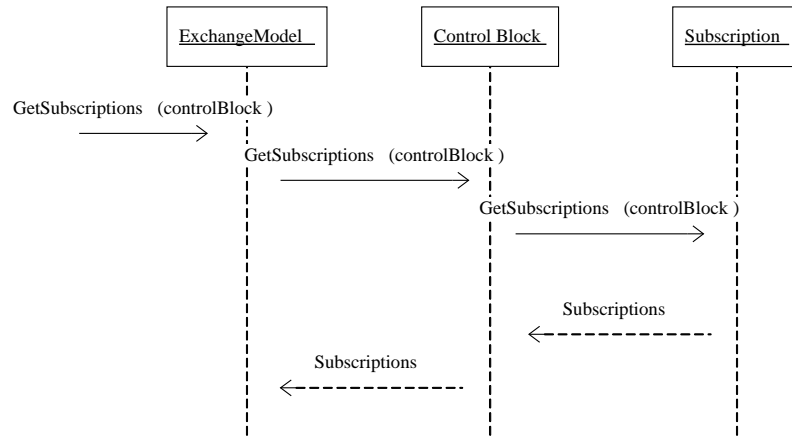 ExchangeModel
Control Block
Subscription
GetSubscriptions (controlBlock )
GetSubscriptions (controlBlock )
GetSubscriptions (controlBlock )
Subscriptions
Subscriptions